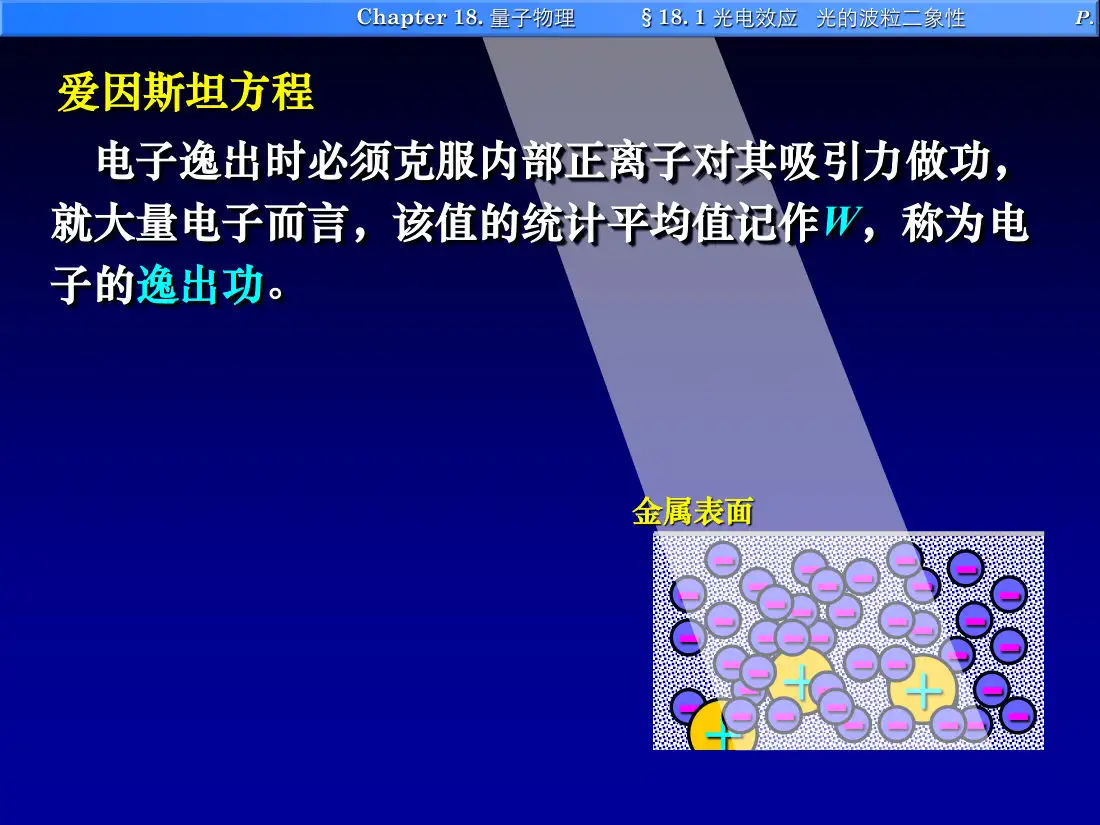 Chapter 18. 量子物理 §18. 1 光电效应 光的波粒二象性 P.
爱因斯坦方程
电子逸出时必须克服内部正离子对其吸引力做功，
就大量电子而言，该值的统计平均值记作W，称为电
子的逸出功。
金属表面